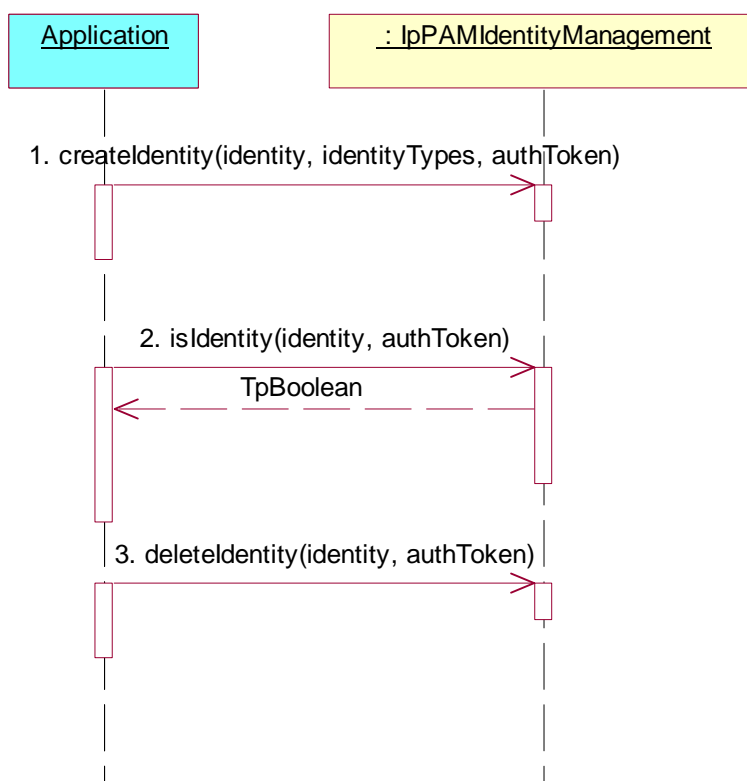 Application
: IpPAMIdentityManagement
1. createIdentity(identity, identityTypes, authToken)
2. isIdentity(identity, authToken)
TpBoolean
3. deleteIdentity(identity, authToken)